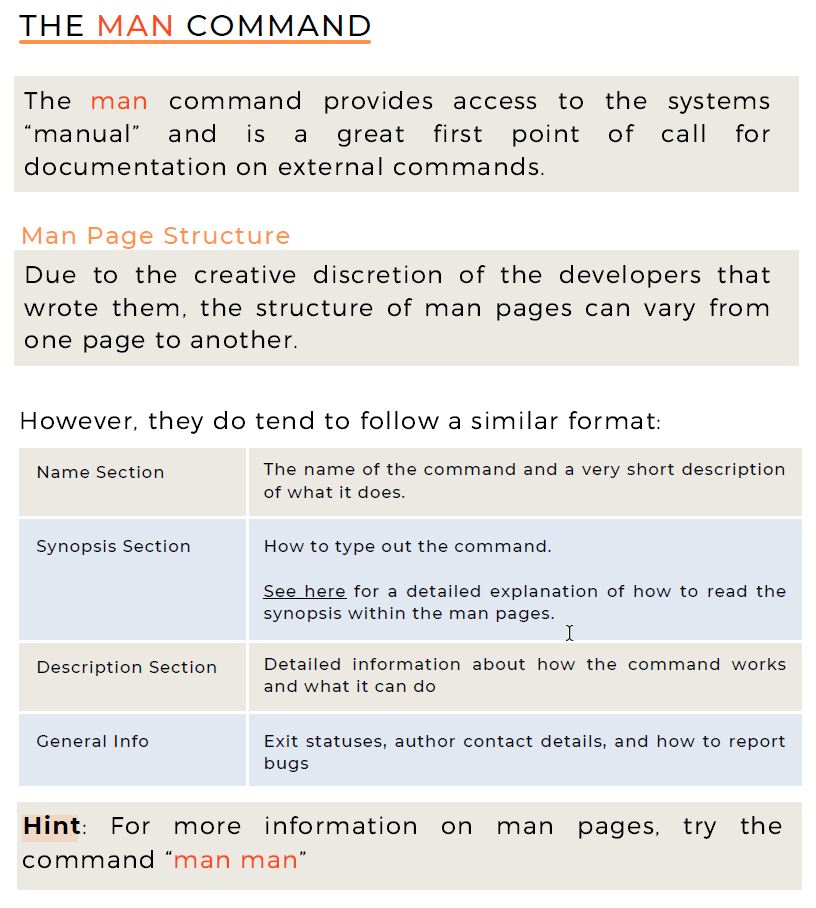 THE MAN COMMAND
The man command provides access to the systems
“manual” and is a great first point of call for
documentation on external commands.
Man Page Structure
Due to the creative discretion of the developers that
wrote them, the structure of man pages can vary from
one page to another.
However, they do tend to follow a similar format:
Name Section
The name of the command and a very short description
of what it does.
Synopsis Section
How to type out the command.
See here for a detailed explanation of how to read the
synopsis within the man pages.
Description Section
Detailed information about how the command works
and what it can do
General Info
Exit statuses, author contact details, and how to report
bugs
Hint: For more information on man pages, try the
command “man man”